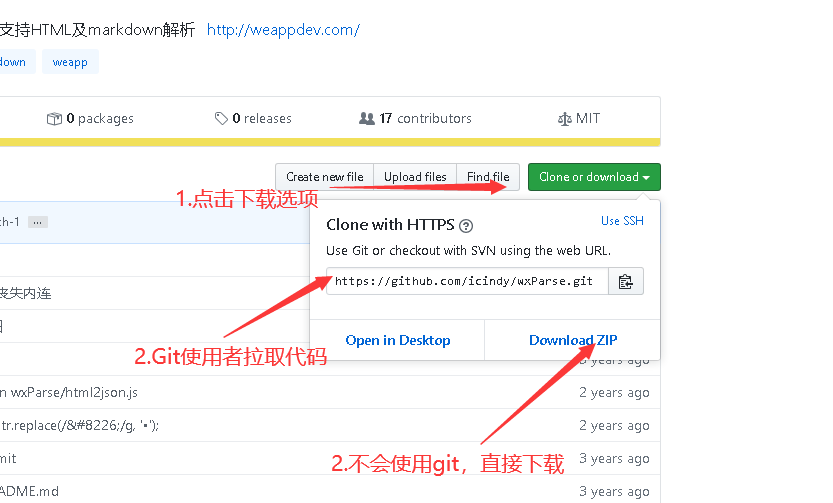 支持HTML及markdown解析 http://weappdev.com/
down weapp
0 packages 0 releases 17 contributors MIT
Create new file Upload files Find file Clone or download
1.点击下载选项
th-1 ...
Clone with HTTPS ? Use SSH
Use Git or checkout with SVN using the web URL.
https://github.com/icindy/wxParse.git
丧失内连
Open in Desktop Download ZIP
2.Git使用者拉取代码
3 years ago
n wxParse/html2json.js 2 years ago
tr.replace(/&#8226;/g, '•'); 2 years ago
mit 3 years ago
2.不会使用git，直接下载
ADME.md 3 years ago